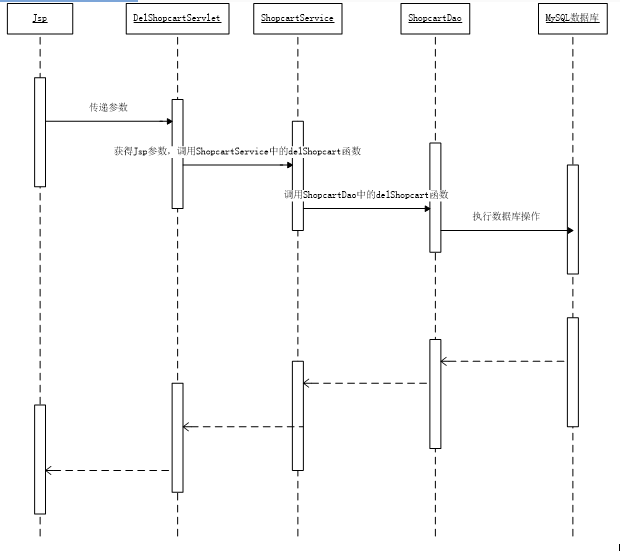 Jsp
DelShopcartServlet
ShopcartService
ShopcartDao
MySQL数据库
传递参数
获得Jsp参数，调用ShopcartService中的delShopcart函数
调用ShopcartDao中的delShopcart函数
执行数据库操作